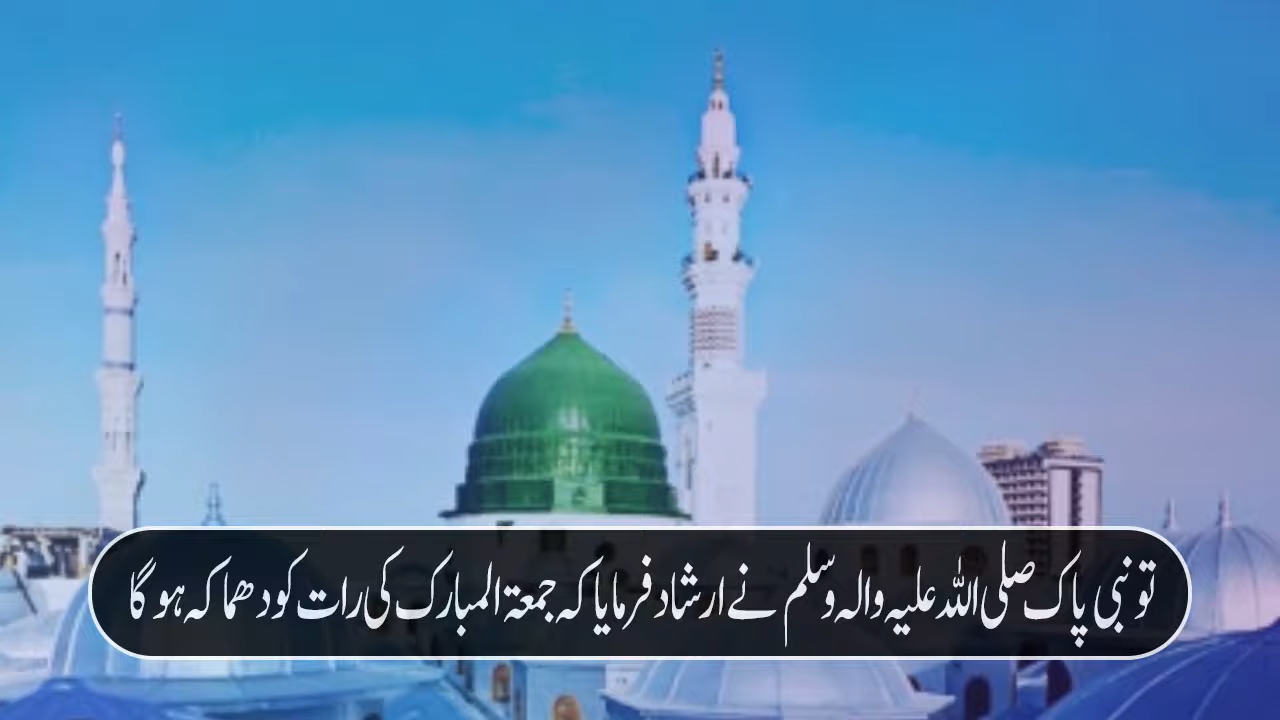 تو نبی پاک صلی اللہ علیہ والہ وسلم نے ارشاد فرمایا کہ جمعۃ المبارک کی رات کو دھماکہ ہو گا